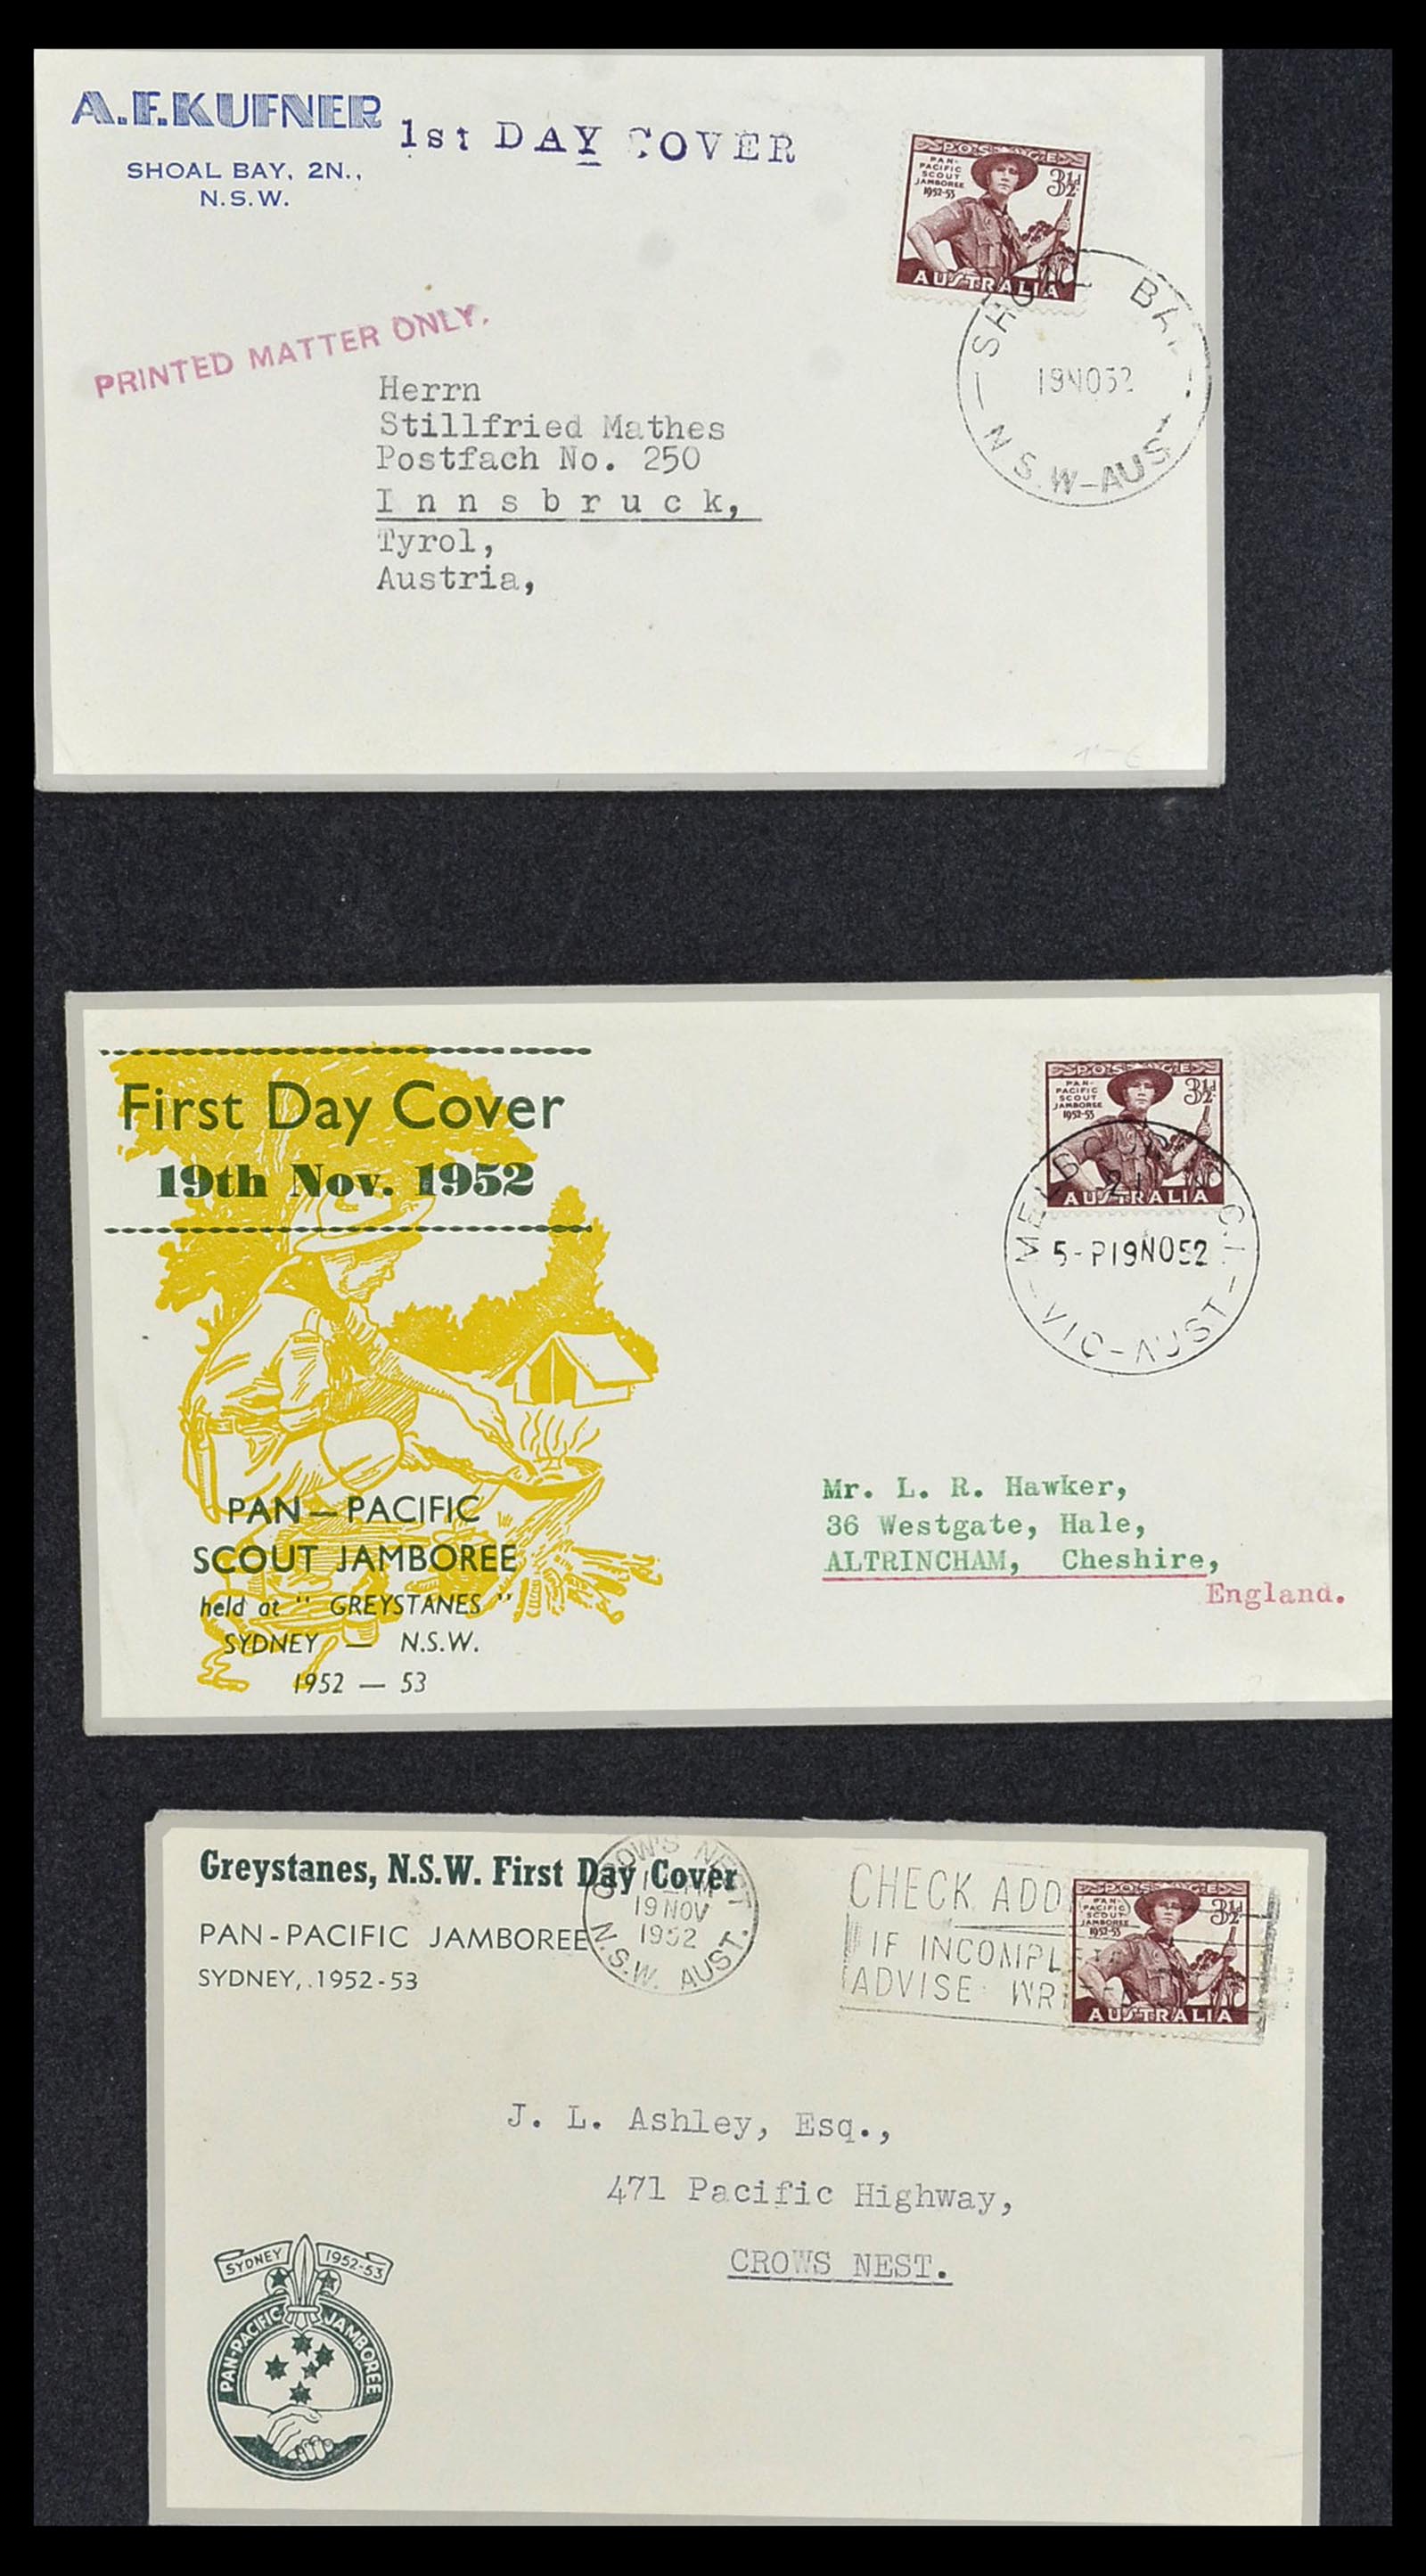 A.F.KUFNER
1st DAY COVER
SHOAL BAY, 2N.,
N.S.W.
POSTAGE
PAN-
PACIFIC
SCOUT
JAMBOREE
1952-53
3½d
AUSTRALIA
SHOAL BAY
19NO52
N.S.W-AUST
PRINTED MATTER ONLY.
Herrn
Stillfried Mathes
Postfach No. 250
Innsbruck,
Tyrol,
Austria,
First Day Cover
19th Nov. 1952
PAN-PACIFIC
SCOUT JAMBOREE
held at " GREYSTANES "
SYDNEY — N.S.W.
1952 — 53
POSTAGE
PAN-
PACIFIC
SCOUT
JAMBOREE
1952-53
3½d
AUSTRALIA
5-P19NO52
VIC-AUST
Mr. L. R. Hawker,
36 Westgate, Hale,
ALTRINCHAM, Cheshire,
England.
Greystanes, N.S.W. First Day Cover
PAN-PACIFIC JAMBOREE
SYDNEY, 1952-53
CROW'S NEST
19 NOV
1952
N.S.W. AUST.
CHECK ADD
IF INCOMPL
ADVISE WR
POSTAGE
PAN-
PACIFIC
SCOUT
JAMBOREE
1952-53
3½d
AUSTRALIA
J. L. Ashley, Esq.,
471 Pacific Highway,
CROWS NEST.
SYDNEY 1952-53
PAN-PACIFIC JAMBOREE